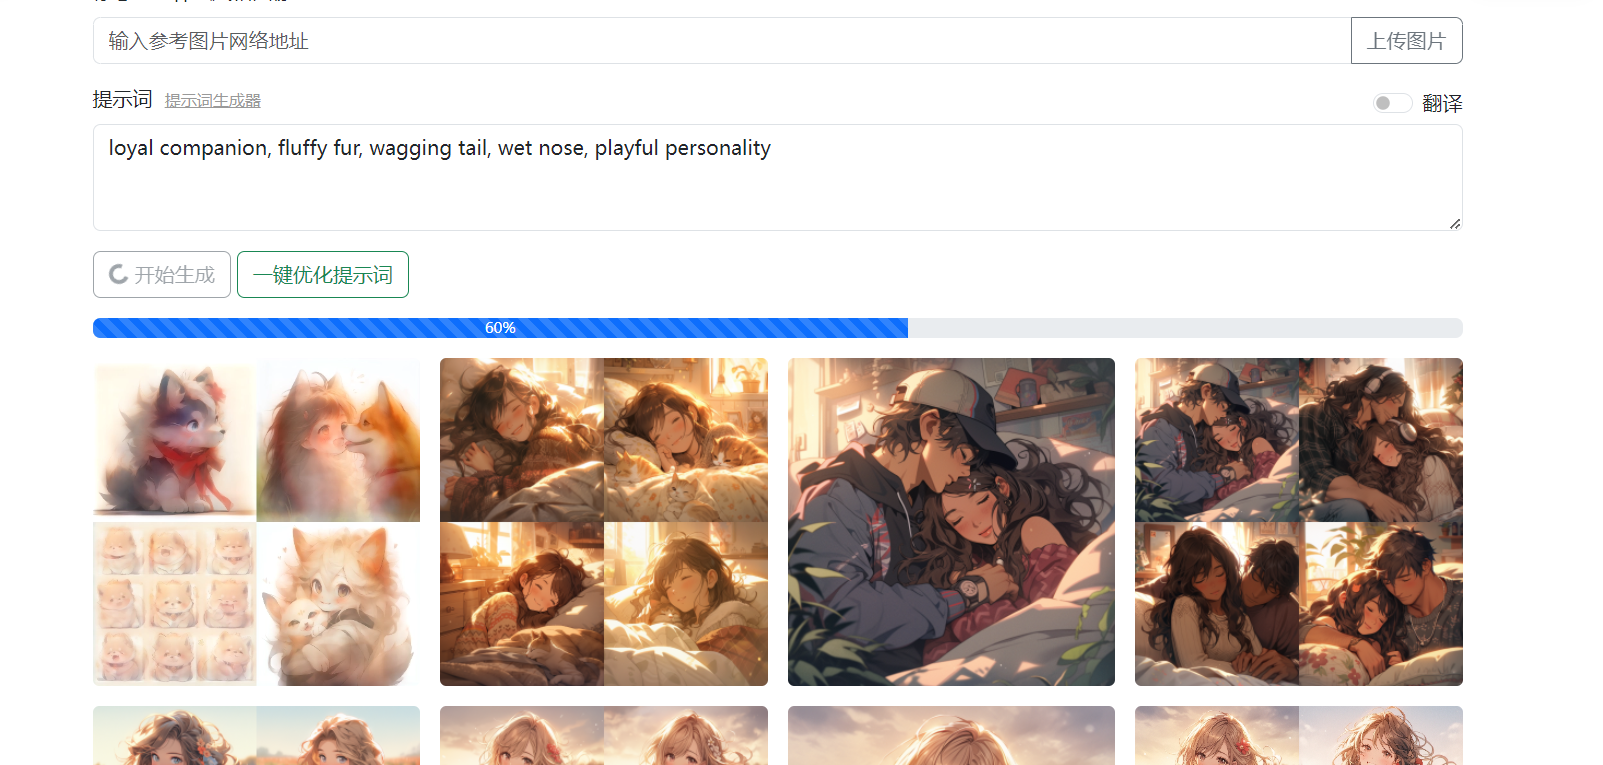 输入参考图片网络地址
上传图片
提示词 提示词生成器
翻译
loyal companion, fluffy fur, wagging tail, wet nose, playful personality
开始生成 一键优化提示词
60%